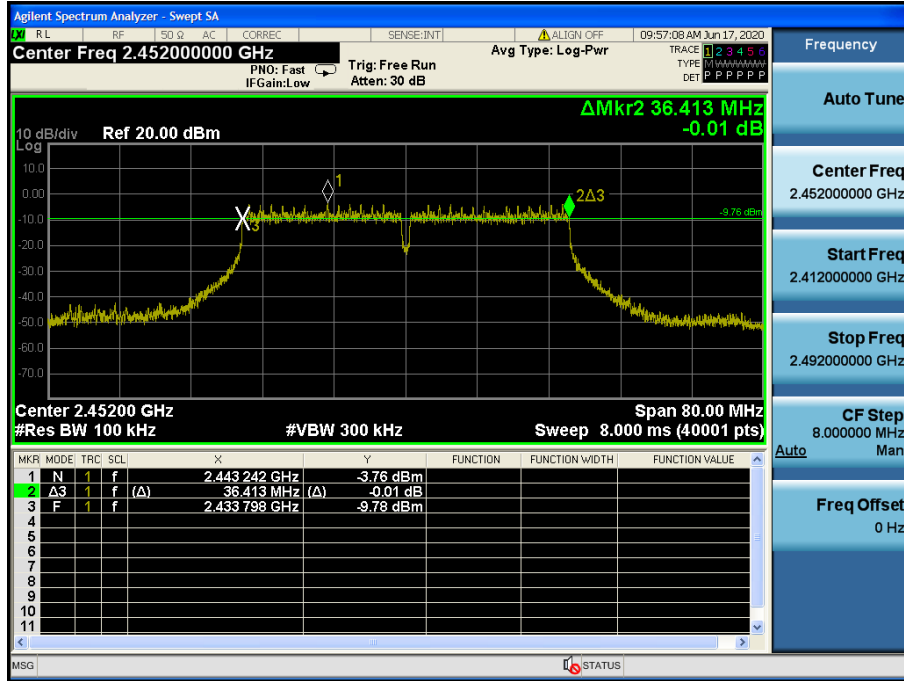 Agilent Spectrum Analyzer - Swept SA
LXI RL RF 50 Ω AC CORREC SENSE:INT ALIGN OFF 09:57:08 AM Jun 17, 2020
Center Freq 2.452000000 GHz
PNO: Fast
IFGain:Low
Trig: Free Run
Atten: 30 dB
Avg Type: Log-Pwr
TRACE 1 2 3 4 5 6
TYPE M W W W W W
DET P P P P P P
ΔMkr2 36.413 MHz
-0.01 dB
10 dB/div Ref 20.00 dBm
Log
10.0
0.00
-10.0
-20.0
-30.0
-40.0
-50.0
-60.0
-70.0
1
2Δ3
3
-9.76 dBm
Center 2.45200 GHz Span 80.00 MHz
#Res BW 100 kHz #VBW 300 kHz Sweep 8.000 ms (40001 pts)
MKR MODE TRC SCL X Y FUNCTION FUNCTION WIDTH FUNCTION VALUE
1 N 1 f 2.443 242 GHz -3.76 dBm
2 Δ3 1 f (Δ) 36.413 MHz (Δ) -0.01 dB
3 F 1 f 2.433 798 GHz -9.78 dBm
4
5
6
7
8
9
10
11
MSG STATUS
Frequency
Auto Tune
Center Freq
2.452000000 GHz
Start Freq
2.412000000 GHz
Stop Freq
2.492000000 GHz
CF Step
8.000000 MHz
Auto Man
Freq Offset
0 Hz